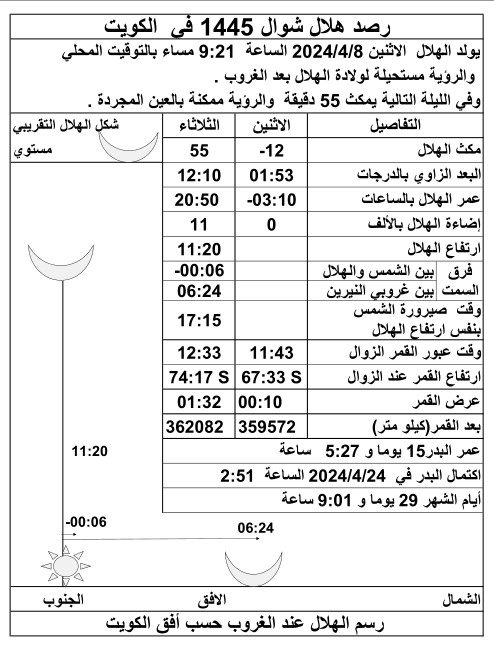 رصد هلال شوال 1445 في الكويت
يولد الهلال الاثنين 2024/4/8 الساعة 9:21 مساء بالتوقيت المحلي
والرؤية مستحيلة لولادة الهلال بعد الغروب .
وفي الليلة التالية يمكث 55 دقيقة والرؤية ممكنة بالعين المجردة .
التفاصيل الاثنين الثلاثاء شكل الهلال التقريبي
مكث الهلال -12 55 مستوي
البعد الزاوي بالدرجات 01:53 12:10
عمر الهلال بالساعات -03:10 20:50
إضاءة الهلال بالألف 0 11
ارتفاع الهلال 11:20
فرق بين الشمس والهلال -00:06
السمت بين غروبي النيرين 06:24
وقت صيرورة الشمس
بنفس ارتفاع الهلال 17:15
وقت عبور القمر الزوال 11:43 12:33
ارتفاع القمر عند الزوال 67:33 S 74:17 S
عرض القمر 00:10 01:32
بعد القمر(كيلو متر) 359572 362082
عمر البدر15 يوما و 5:27 ساعة
11:20
اكتمال البدر في 2024/4/24 الساعة 2:51
أيام الشهر 29 يوما و 9:01 ساعة
-00:06
06:24
الشمال الافق الجنوب
رسم الهلال عند الغروب حسب أفق الكويت